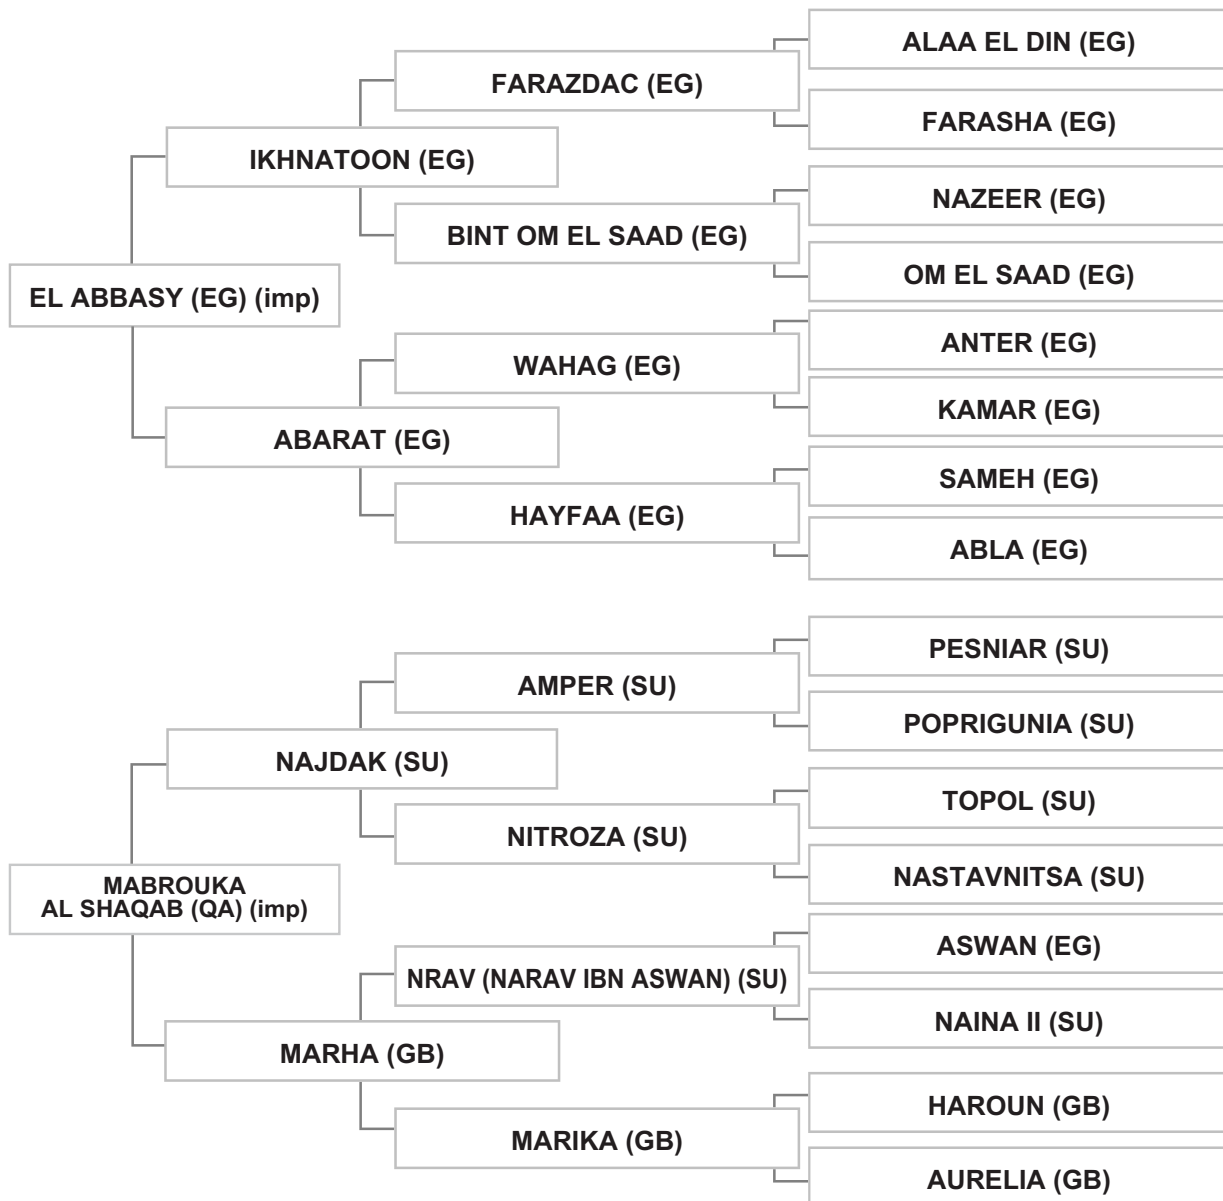 ALAA EL DIN (EG)
FARAZDAC (EG)
FARASHA (EG)
IKHNATOON (EG)
NAZEER (EG)
BINT OM EL SAAD (EG)
OM EL SAAD (EG)
EL ABBASY (EG) (imp)
ANTER (EG)
WAHAG (EG)
KAMAR (EG)
ABARAT (EG)
SAMEH (EG)
HAYFAA (EG)
ABLA (EG)
PESNIAR (SU)
AMPER (SU)
POPRIGUNIA (SU)
NAJDAK (SU)
TOPOL (SU)
NITROZA (SU)
NASTAVNITSA (SU)
MABROUKA
AL SHAQAB (QA) (imp)
ASWAN (EG)
NRAV (NARAV IBN ASWAN) (SU)
NAINA II (SU)
MARHA (GB)
HAROUN (GB)
MARIKA (GB)
AURELIA (GB)